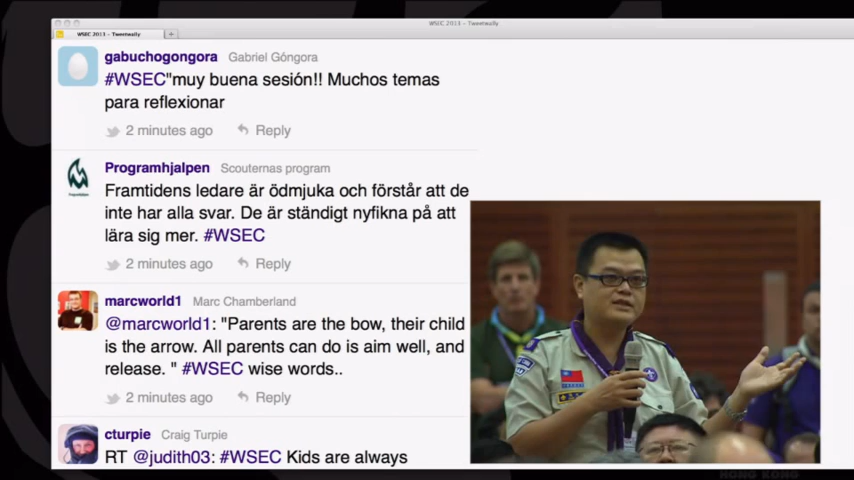 WSEC 2013 – Tweetwally
WSEC 2013 – Tweetwally
gabuchogongora Gabriel Góngora
#WSEC"muy buena sesión!! Muchos temas
para reflexionar
2 minutes ago Reply
Programhjalpen Scouternas program
Framtidens ledare är ödmjuka och förstår att de
inte har alla svar. De är ständigt nyfikna på att
lära sig mer. #WSEC
2 minutes ago Reply
marcworld1 Marc Chamberland
@marcworld1: "Parents are the bow, their child
is the arrow. All parents can do is aim well, and
release. " #WSEC wise words..
2 minutes ago Reply
cturpie Craig Turpie
RT @judith03: #WSEC Kids are always
HONG KONG